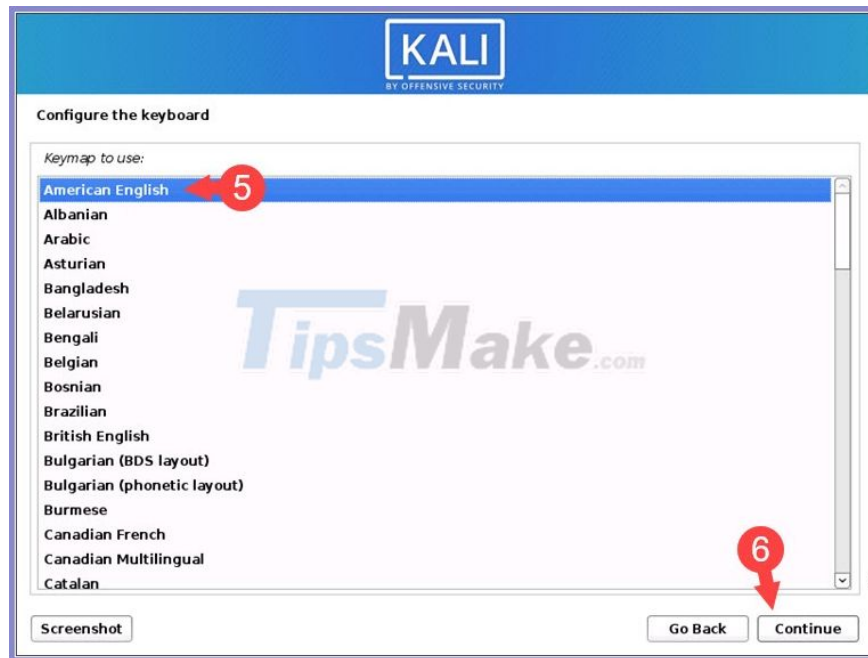 KALI
BY OFFENSIVE SECURITY
Configure the keyboard
Keymap to use:
American English
5
Albanian
Arabic
Asturian
Bangladesh
Belarusian
Bengali
Belgian
Bosnian
Brazilian
British English
Bulgarian (BDS layout)
Bulgarian (phonetic layout)
Burmese
Canadian French
Canadian Multilingual
Catalan
TipsMake.com
6
Screenshot
Go Back
Continue